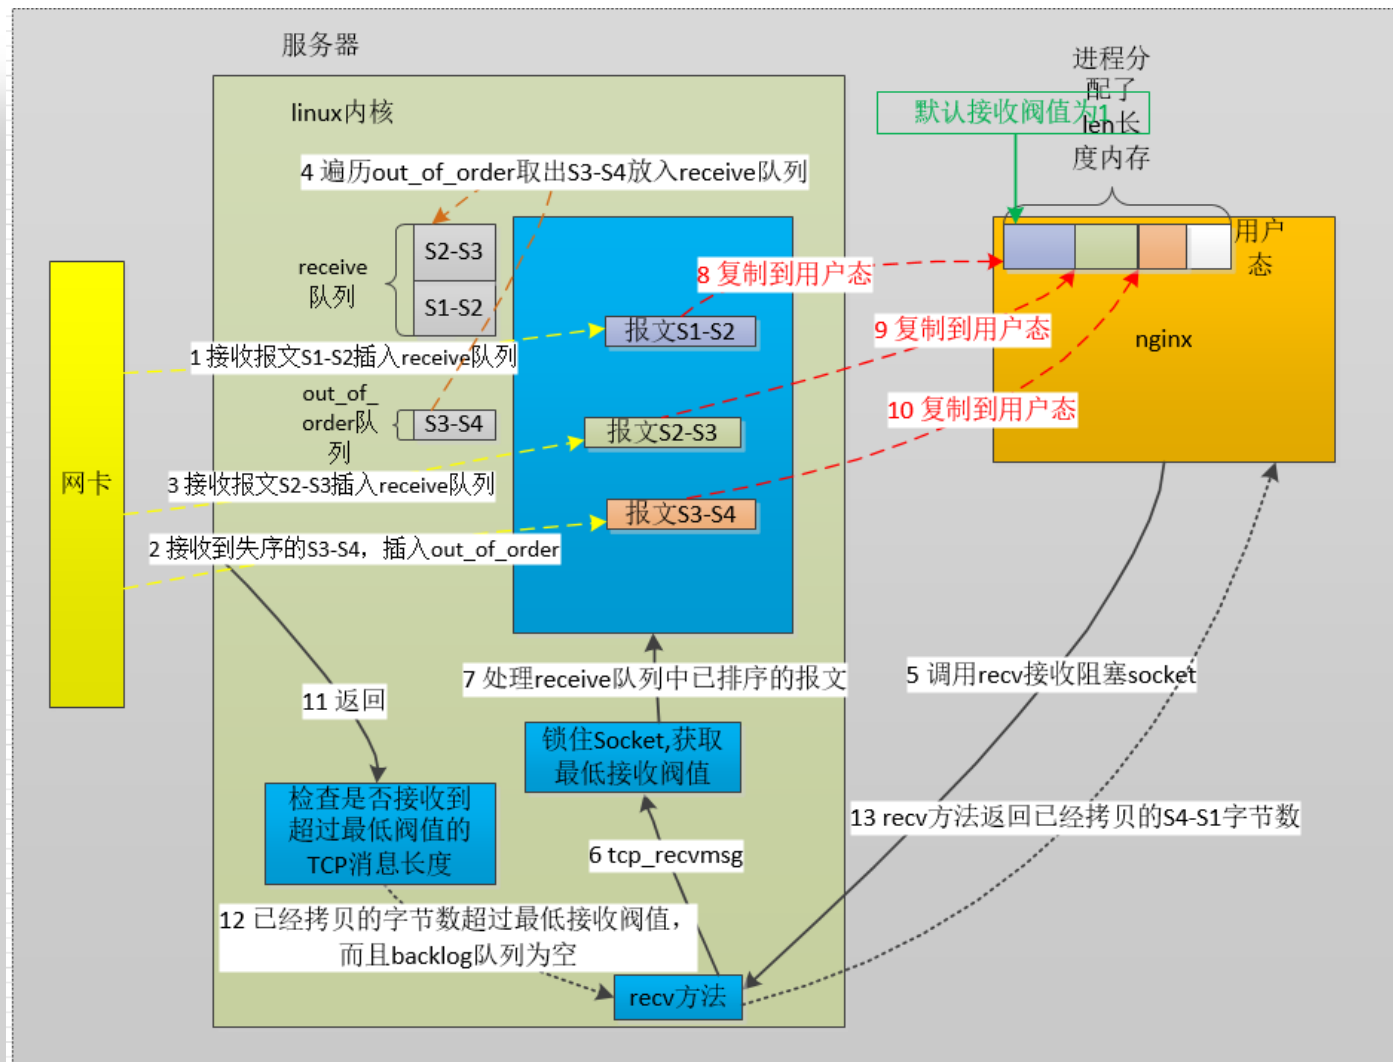 服务器
linux内核
进程分
配了
len长
度内存
默认接收阀值为1
4 遍历out_of_order取出S3-S4放入receive队列
receive
队列
S2-S3
S1-S2
用户
态
8 复制到用户态
报文S1-S2
9 复制到用户态
nginx
1 接收报文S1-S2插入receive队列
out_of_
order队
列
S3-S4
10 复制到用户态
报文S2-S3
网卡
3 接收报文S2-S3插入receive队列
报文S3-S4
2 接收到失序的S3-S4，插入out_of_order
7 处理receive队列中已排序的报文
5 调用recv接收阻塞socket
11 返回
锁住Socket,获取
最低接收阀值
检查是否接收到
超过最低阀值的
TCP消息长度
13 recv方法返回已经拷贝的S4-S1字节数
6 tcp_recvmsg
12 已经拷贝的字节数超过最低接收阀值，
而且backlog队列为空
recv方法